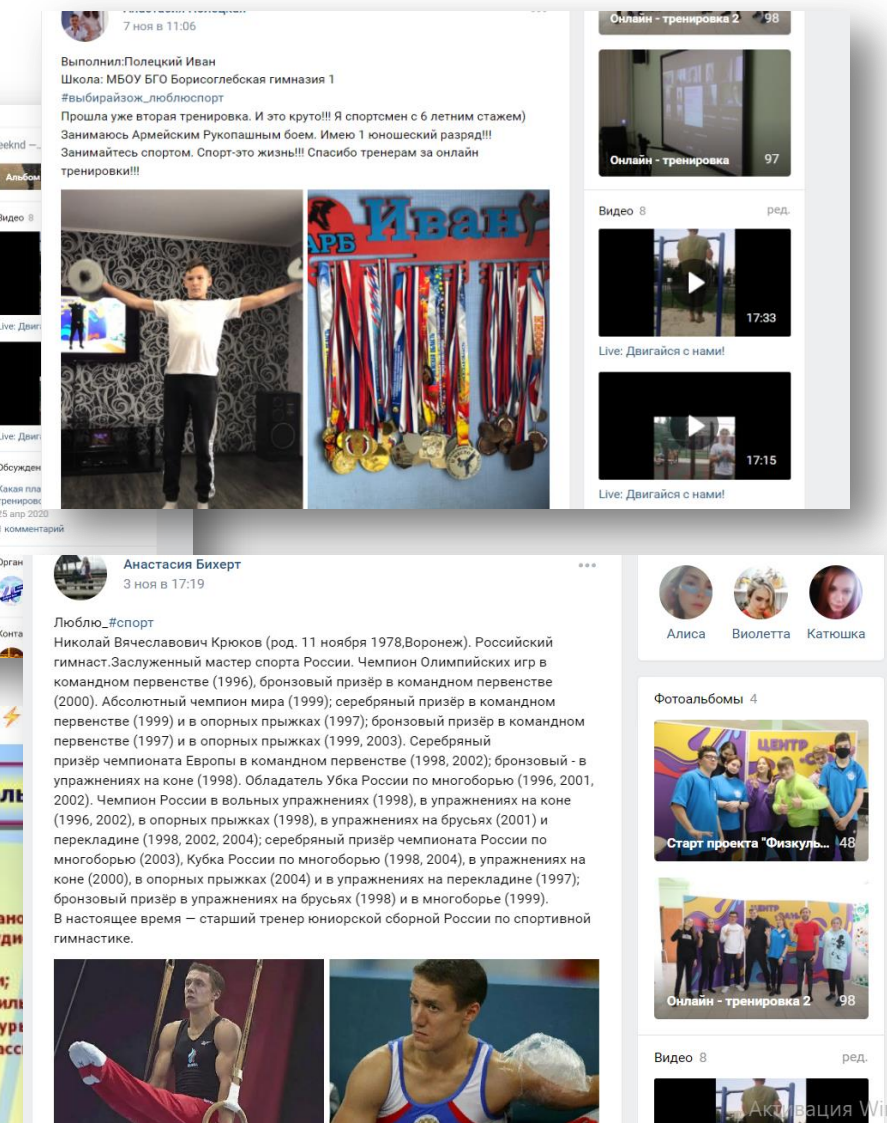 7 ноя в 11:06
Выполнил:Полецкий Иван
Школа: МБОУ БГО Борисоглебская гимназия 1
#выбирайзож_люблюспорт
Прошла уже вторая тренировка. И это круто!!! Я спортсмен с 6 летним стажем)
Занимаюсь Армейским Рукопашным боем. Имею 1 юношеский разряд!!!
Занимайтесь спортом. Спорт-это жизнь!!! Спасибо тренерам за онлайн
тренировки!!!
АРБ
Иван
Онлайн - тренировка 2 98
Онлайн - тренировка 97
Видео 8 ред.
17:33
Live: Двигайся с нами!
17:15
Live: Двигайся с нами!
Альбом
Видео 8
25 апр 2020
1 комментарий
Анастасия Бихерт
3 ноя в 17:19
Люблю_#спорт
Николай Вячеславович Крюков (род. 11 ноября 1978,Воронеж). Российский
гимнаст.Заслуженный мастер спорта России. Чемпион Олимпийских игр в
командном первенстве (1996), бронзовый призёр в командном первенстве
(2000). Абсолютный чемпион мира (1999); серебряный призёр в командном
первенстве (1999) и в опорных прыжках (1997); бронзовый призёр в командном
первенстве (1997) и в опорных прыжках (1999, 2003). Серебряный
призёр чемпионата Европы в командном первенстве (1998, 2002); бронзовый - в
упражнениях на коне (1998). Обладатель Убка России по многоборью (1996, 2001,
2002). Чемпион России в вольных упражнениях (1998), в упражнениях на коне
(1996, 2002), в опорных прыжках (1998), в упражнениях на брусьях (2001) и
перекладине (1998, 2002, 2004); серебряный призёр чемпионата России по
многоборью (2003), Кубка России по многоборью (1998, 2004), в упражнениях на
коне (2000), в опорных прыжках (2004) и в упражнениях на перекладине (1997);
бронзовый призёр в упражнениях на брусьях (1998) и в многоборье (1999).
В настоящее время — старший тренер юниорской сборной России по спортивной
гимнастике.
Алиса Виолетта Катюшка
Фотоальбомы 4
ЦЕНТР
Старт проекта "Физкуль... 48
Онлайн - тренировка 2 98
Видео 8 ред.
Активация Wi